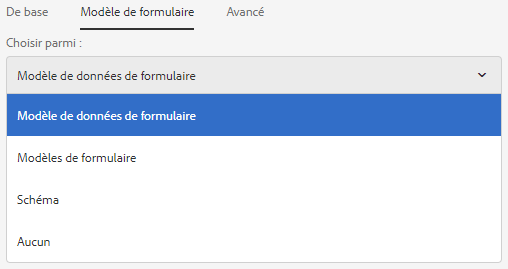 De base Modèle de formulaire Avancé
Choisir parmi :
Modèle de données de formulaire
Modèle de données de formulaire
Modèles de formulaire
Schéma
Aucun